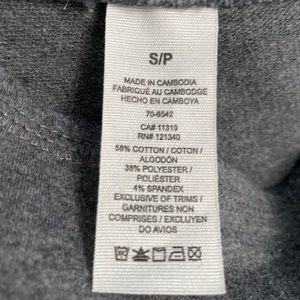 S/P
MADE IN CAMBODIA
FABRIQUÉ AU CAMBODGE
HECHO EN CAMBOYA
70-6542
CA# 11319
RN# 121340
58% COTTON / COTON /
ALGODÓN
38% POLYESTER /
POLIÉSTER
4% SPANDEX
EXCLUSIVE OF TRIMS /
GARNITURES NON
COMPRISES / EXCLUYEN
DO AVIOS